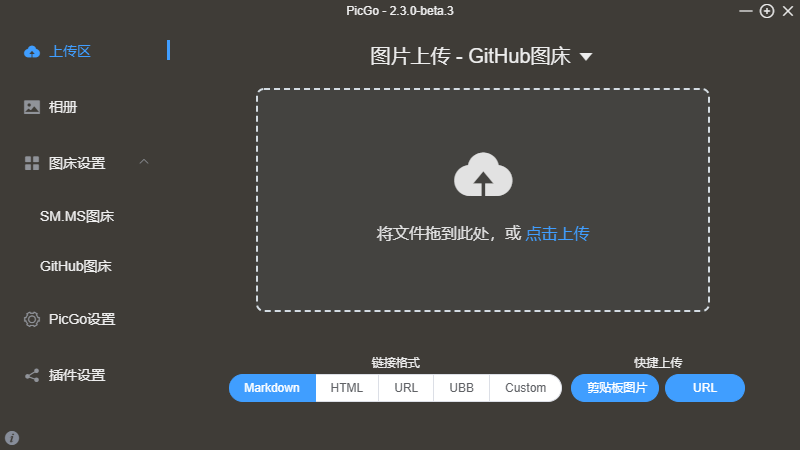 PicGo - 2.3.0-beta.3
上传区
相册
图床设置
SM.MS图床
GitHub图床
PicGo设置
插件设置
图片上传 - GitHub图床
将文件拖到此处，或 点击上传
链接格式
Markdown HTML URL UBB Custom
快捷上传
剪贴板图片 URL